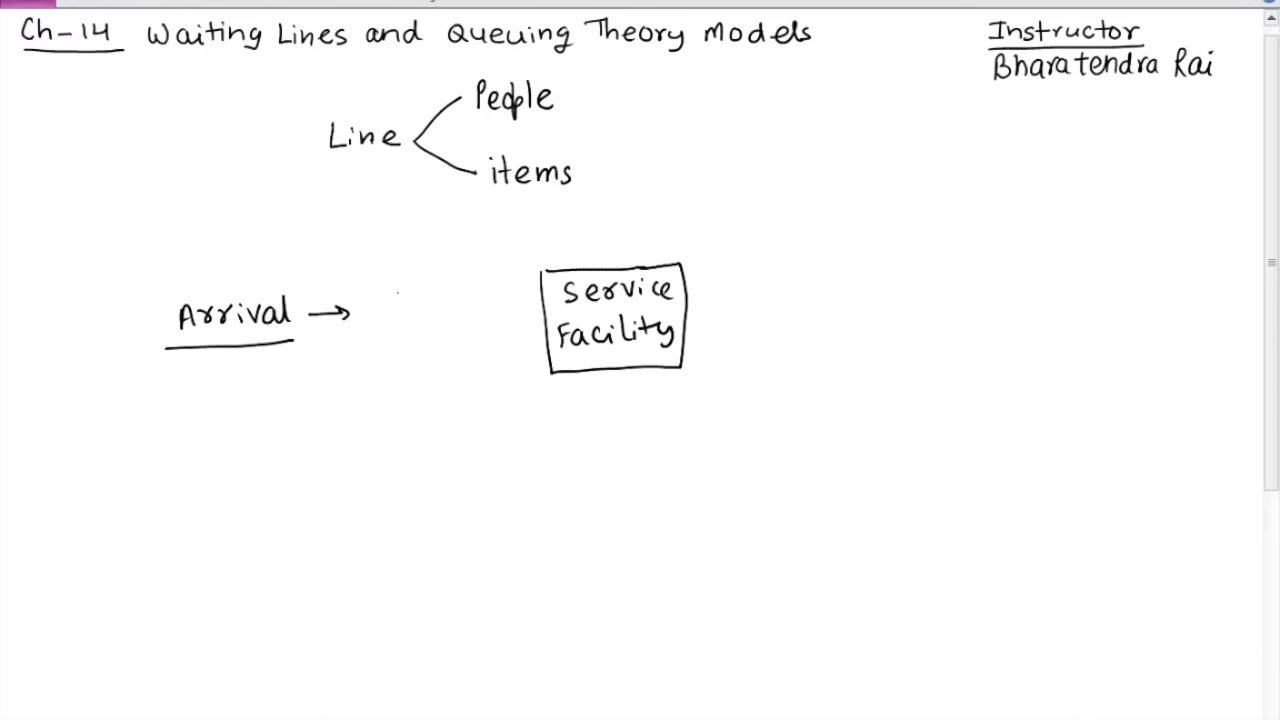 Ch-14 Waiting Lines and Queuing Theory Models
Instructor
Bharatendra Rai
Line
People
items
Arrival →
Service
Facility